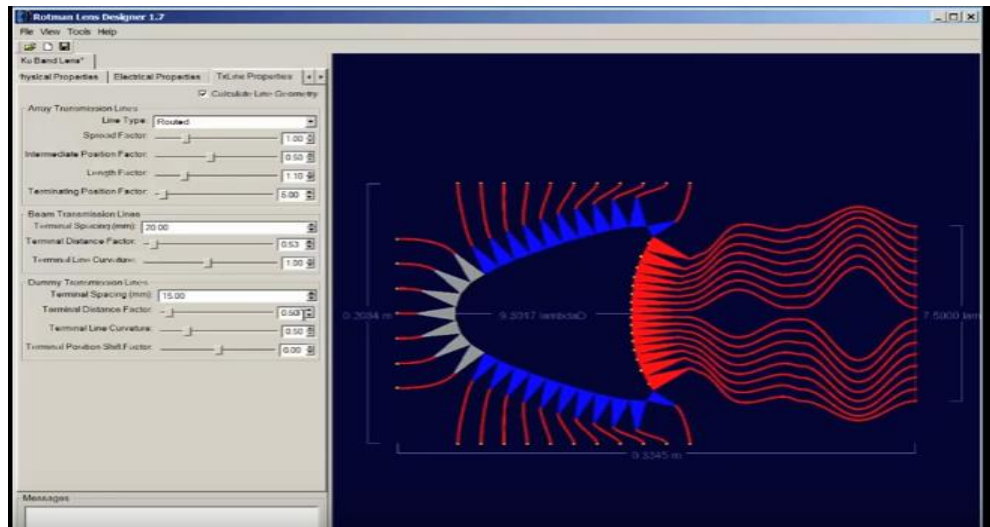 Rotman Lens Designer 1.7
File View Tools Help
Ku Band Lens*
hysical Properties Electrical Properties TxLine Properties
Calculate Line Geometry
Array Transmission Lines
Line Type: Routed
Spread Factor: 1.00
Intermediate Position Factor: 0.50
Length Factor: 1.10
Terminating Position Factor: 5.00
Beam Transmission Lines
Terminal Spacing (mm): 20.00
Terminal Distance Factor: 0.53
Terminal Line Curvature: 1.00
Dummy Transmission Lines
Terminal Spacing (mm): 15.00
Terminal Distance Factor: 0.50
Terminal Line Curvature: 0.50
Terminal Position Shift Factor: 0.00
Messages
lambda
7.5000 lam
0.3345 m